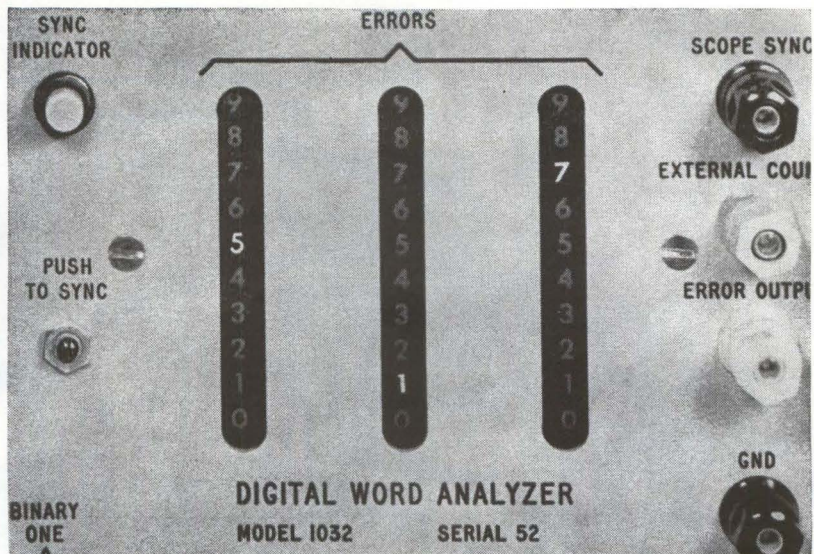 ERRORS
SYNC
INDICATOR
SCOPE SYNC
9 9 9
8 8 8
7 7 7
EXTERNAL COUN
6 6 6
5 5 5
PUSH
TO SYNC
4 4 4
ERROR OUTPU
3 3 3
2 2 2
1 1 1
0 0 0
GND
DIGITAL WORD ANALYZER
MODEL 1032 SERIAL 52
BINARY
ONE